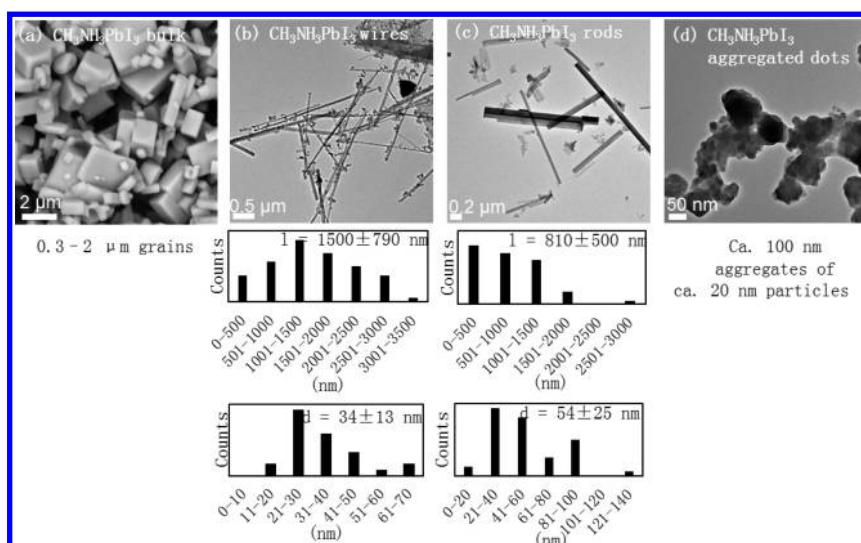 (a) CH₃NH₃PbI₃ bulk
2 μm
0.3-2 μm grains
(b) CH₃NH₃PbI₃ wires
0.5 μm
l = 1500±790 nm
Counts
0-500
501-1000
1001-1500
1501-2000
2001-2500
2501-3000
3001-3500
(nm)
d = 34±13 nm
Counts
0-10
11-20
21-30
31-40
41-50
51-60
61-70
(nm)
(c) CH₃NH₃PbI₃ rods
0.2 μm
l = 810±500 nm
Counts
0-500
501-1000
1001-1500
1501-2000
2001-2500
2501-3000
(nm)
d = 54±25 nm
Counts
0-20
21-40
41-60
61-80
81-100
101-120
121-140
(nm)
(d) CH₃NH₃PbI₃
aggregated dots
50 nm
Ca. 100 nm
aggregates of
ca. 20 nm particles